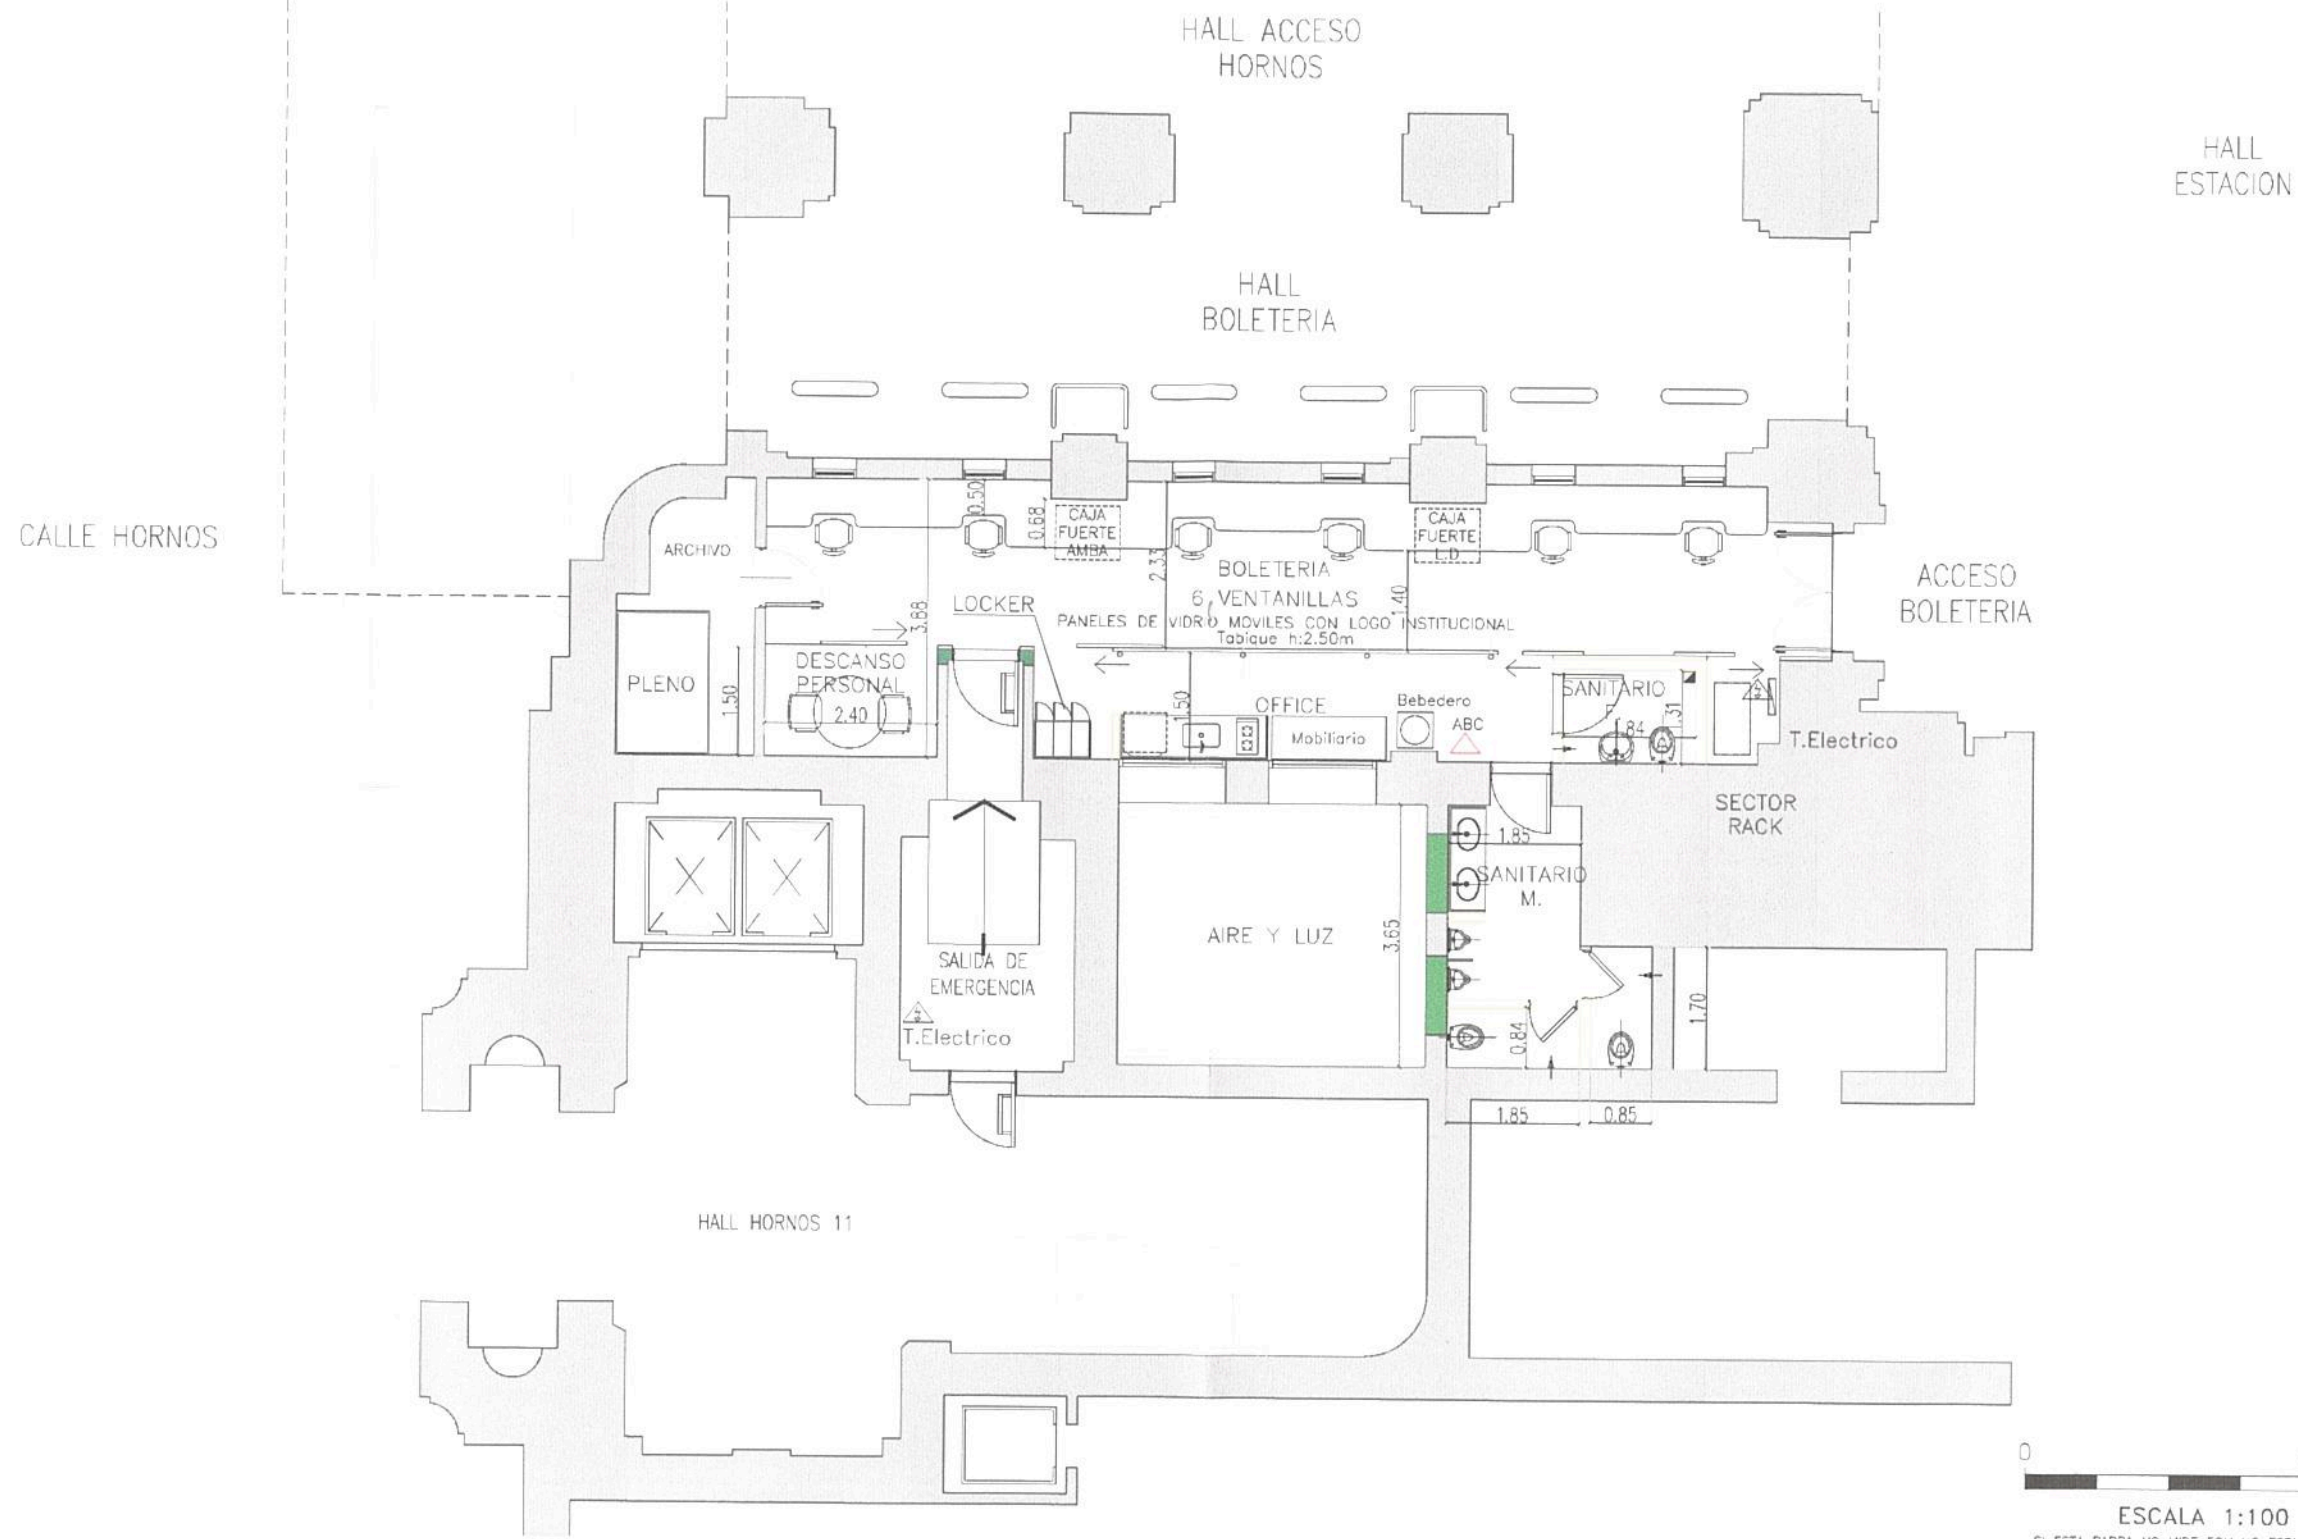 HALL ACCESO
HORNOS
HALL
ESTACION
HALL
BOLETERIA
CALLE HORNOS
ARCHIVO
0.50
0.68
CAJA
FUERTE
AMBA
CAJA
FUERTE
L.D
2.33
BOLETERIA
6 VENTANILLAS
1.40
PANELES DE VIDRIO MOVILES CON LOGO INSTITUCIONAL
Tabique h:2.50m
ACCESO
BOLETERIA
LOCKER
3.88
DESCANSO
PERSONAL
2.40
PLENO
1.50
1.50
OFFICE
Mobiliario
Bebedero
ABC
SANITARIO
F
.84
1.31
T.Electrico
SECTOR
RACK
1.85
SANITARIO
M.
AIRE Y LUZ
3.65
SALIDA DE
EMERGENCIA
T.Electrico
0.84
1.70
1.85
0.85
HALL HORNOS 11
0
ESCALA 1:100